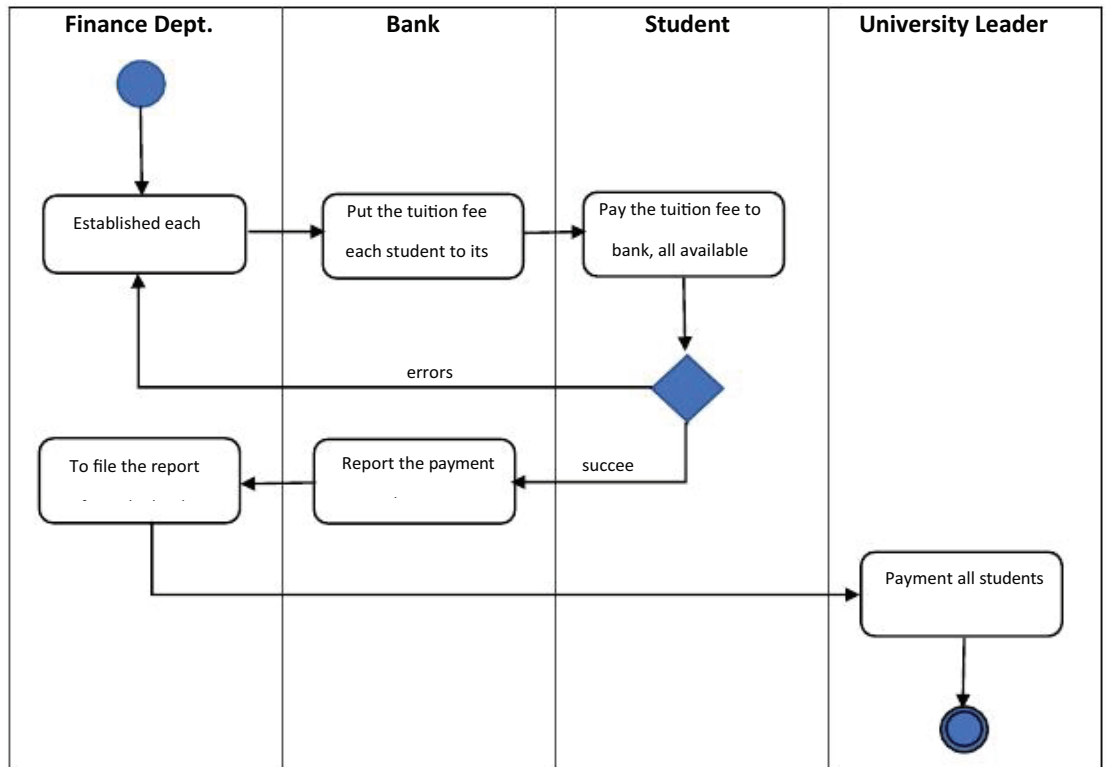 Finance Dept.
Bank
Student
University Leader
Established each
Put the tuition fee
each student to its
Pay the tuition fee to
bank, all available
errors
To file the report
Report the payment
succee
Payment all students